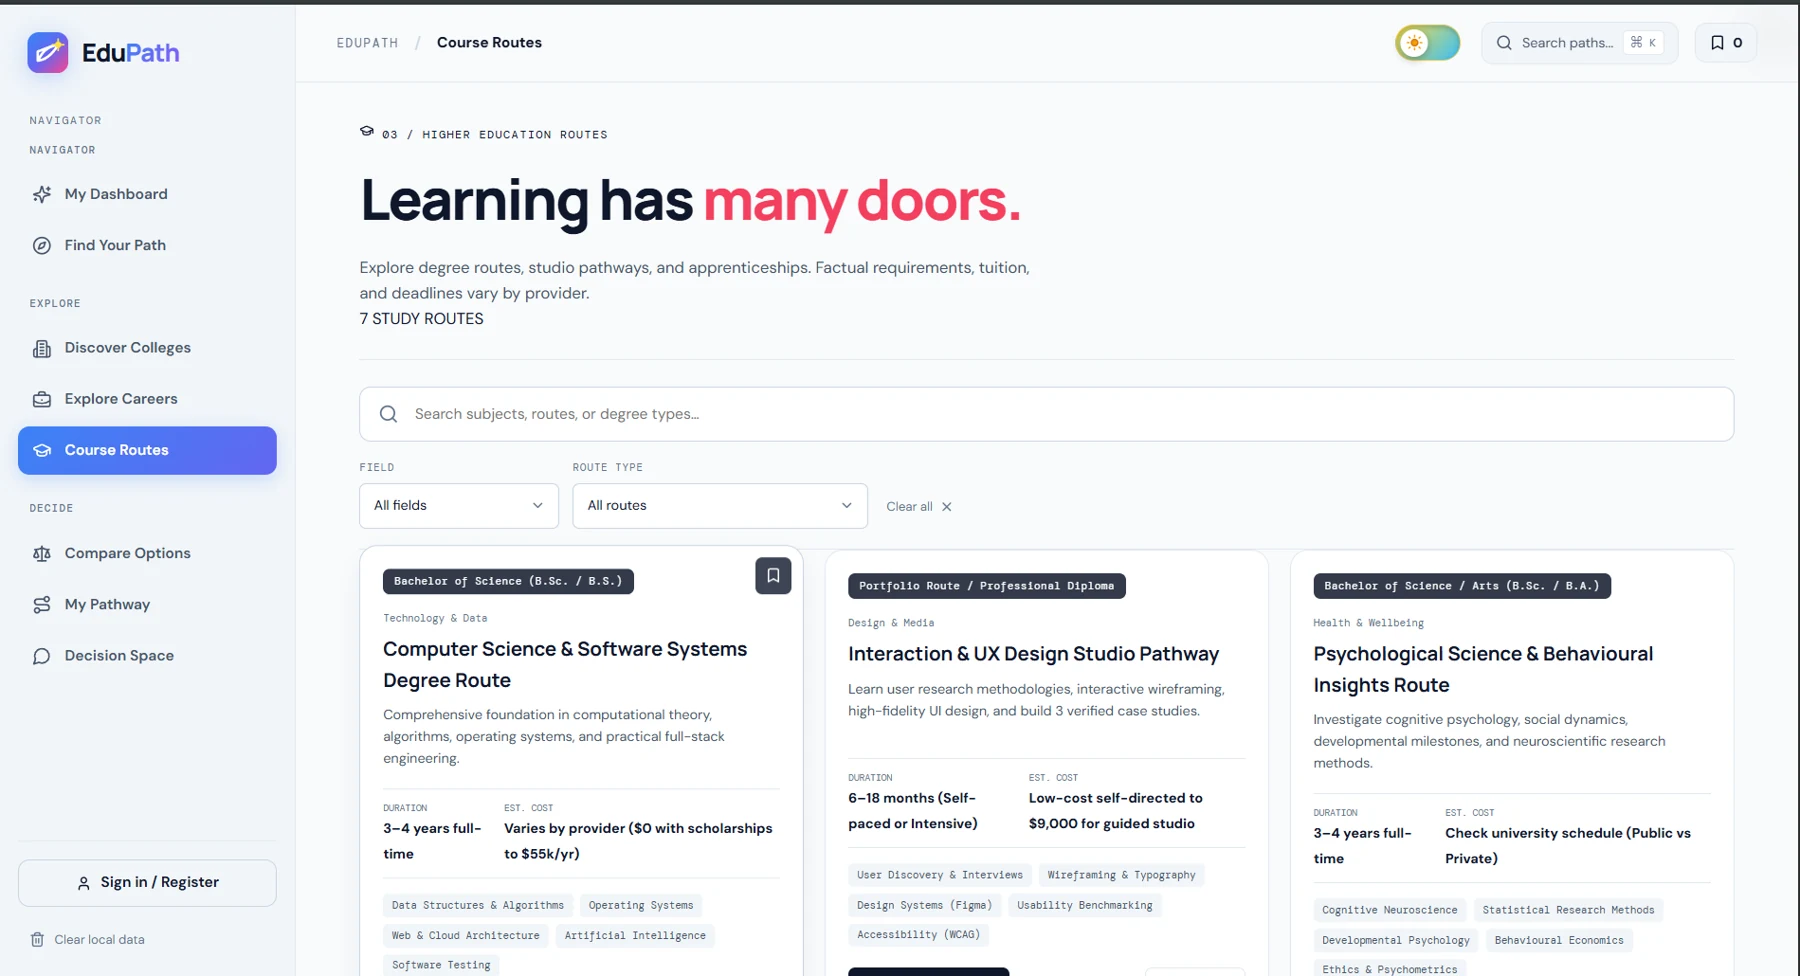 EduPath
NAVIGATOR
NAVIGATOR
My Dashboard
Find Your Path
EXPLORE
Discover Colleges
Explore Careers
Course Routes
DECIDE
Compare Options
My Pathway
Decision Space
Sign in / Register
Clear local data
EDUPATH / Course Routes
Search paths... ⌘ K
0
03 / HIGHER EDUCATION ROUTES
Learning has many doors.
Explore degree routes, studio pathways, and apprenticeships. Factual requirements, tuition,
and deadlines vary by provider.
7 STUDY ROUTES
Search subjects, routes, or degree types...
FIELD
All fields
ROUTE TYPE
All routes
Clear all ×
Bachelor of Science (B.Sc. / B.S.)
Technology & Data
Computer Science & Software Systems
Degree Route
Comprehensive foundation in computational theory,
algorithms, operating systems, and practical full-stack
engineering.
DURATION
3–4 years full-
time
EST. COST
Varies by provider ($0 with scholarships
to $55k/yr)
Data Structures & Algorithms
Operating Systems
Web & Cloud Architecture
Artificial Intelligence
Software Testing
Portfolio Route / Professional Diploma
Design & Media
Interaction & UX Design Studio Pathway
Learn user research methodologies, interactive wireframing,
high-fidelity UI design, and build 3 verified case studies.
DURATION
6–18 months (Self-
paced or Intensive)
EST. COST
Low-cost self-directed to
$9,000 for guided studio
User Discovery & Interviews
Wireframing & Typography
Design Systems (Figma)
Usability Benchmarking
Accessibility (WCAG)
Bachelor of Science / Arts (B.Sc. / B.A.)
Health & Wellbeing
Psychological Science & Behavioural
Insights Route
Investigate cognitive psychology, social dynamics,
developmental milestones, and neuroscientific research
methods.
DURATION
3–4 years full-
time
EST. COST
Check university schedule (Public vs
Private)
Cognitive Neuroscience
Statistical Research Methods
Developmental Psychology
Behavioural Economics
Ethics & Psychometrics